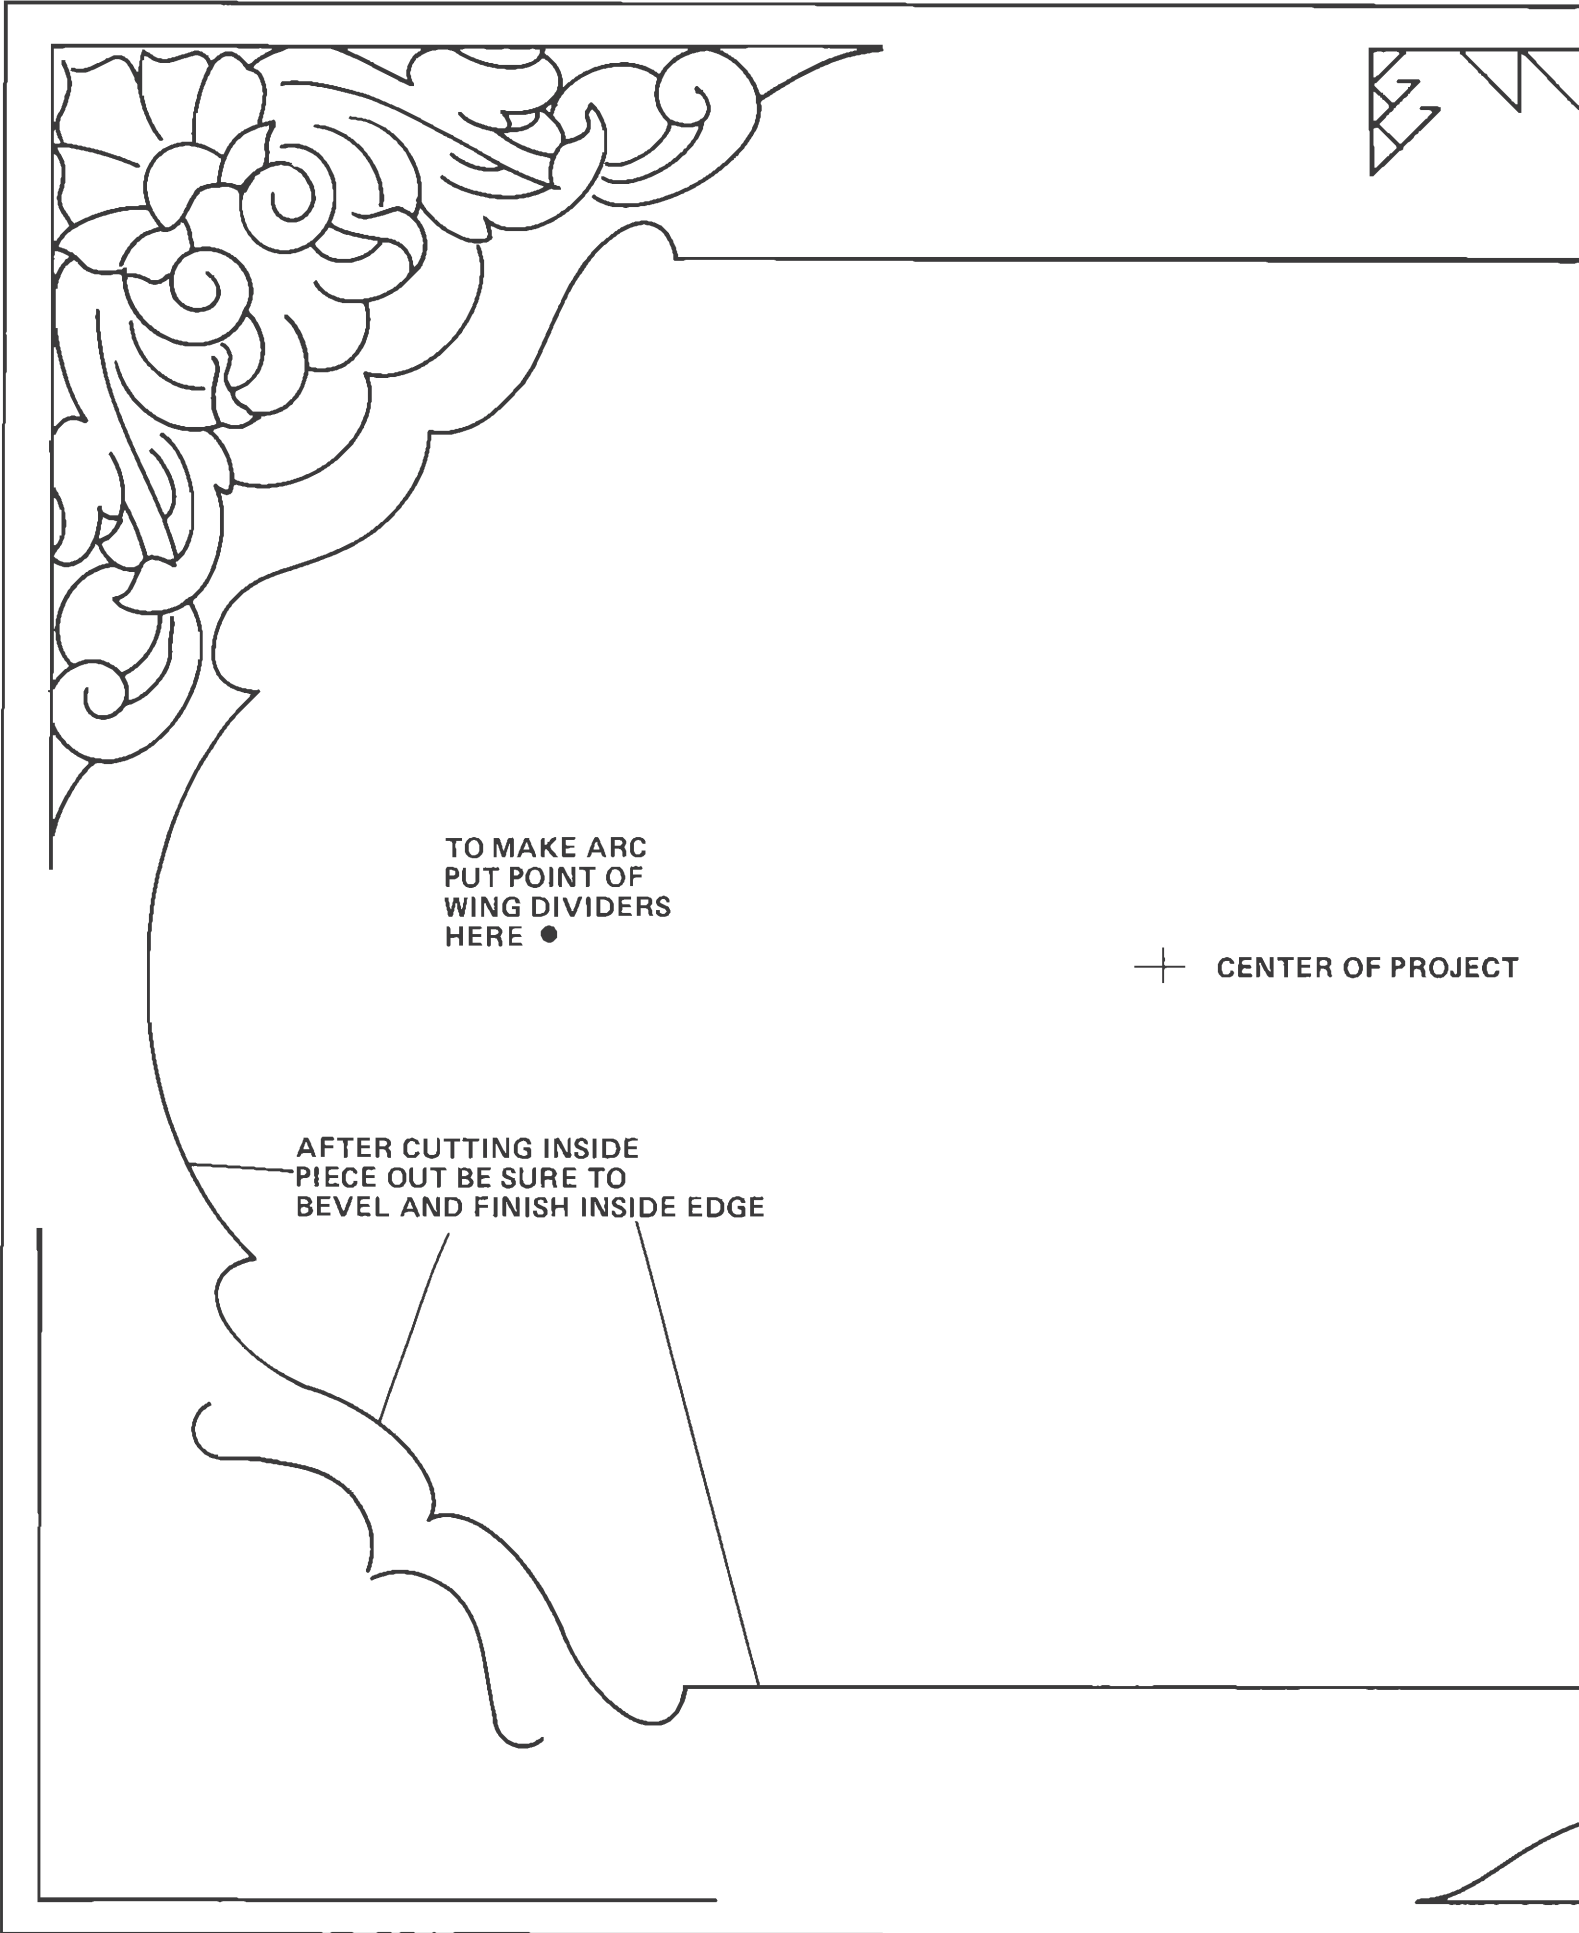 TO MAKE ARC
PUT POINT OF
WING DIVIDERS
HERE
CENTER OF PROJECT
AFTER CUTTING INSIDE
PIECE OUT BE SURE TO
BEVEL AND FINISH INSIDE EDGE